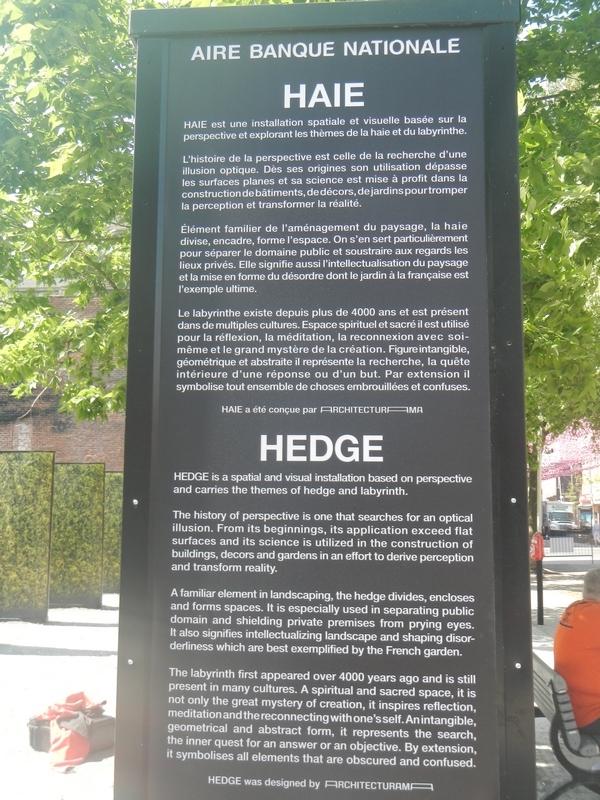 AIRE BANQUE NATIONALE
HAIE
HAIE est une installation spatiale et visuelle basée sur la
perspective et explorant les thèmes de la haie et du labyrinthe.
L'histoire de la perspective est celle de la recherche d'une
illusion optique. Dès ses origines son utilisation dépasse
les surfaces planes et sa science est mise à profit dans la
construction de bâtiments, de décors, de jardins pour tromper
la perception et transformer la réalité.
Élément familier de l'aménagement du paysage, la haie
divise, encadre, forme l'espace. On s'en sert particulièrement
pour séparer le domaine public et soustraire aux regards les
lieux privés. Elle signifie aussi l'intellectualisation du paysage
et la mise en forme du désordre dont le jardin à la française est
l'exemple ultime.
Le labyrinthe existe depuis plus de 4000 ans et est présent
dans de multiples cultures. Espace spirituel et sacré il est utilisé
pour la réflexion, la méditation, la reconnexion avec soi-
même et le grand mystère de la création. Figure intangible,
géométrique et abstraite il représente la recherche, la quête
intérieure d'une réponse ou d'un but. Par extension il
symbolise tout ensemble de choses embrouillées et confuses.
HAIE a été conçue par ARCHITECTURAMA
HEDGE
HEDGE is a spatial and visual installation based on perspective
and carries the themes of hedge and labyrinth.
The history of perspective is one that searches for an optical
illusion. From its beginnings, its application exceed flat
surfaces and its science is utilized in the construction of
buildings, decors and gardens in an effort to derive perception
and transform reality.
A familiar element in landscaping, the hedge divides, encloses
and forms spaces. It is especially used in separating public
domain and shielding private premises from prying eyes.
It also signifies intellectualizing landscape and shaping disor-
derliness which are best exemplified by the French garden.
The labyrinth first appeared over 4000 years ago and is still
present in many cultures. A spiritual and sacred space, it is
not only the great mystery of creation, it inspires reflection,
meditation and the reconnecting with one's self. An intangible,
geometrical and abstract form, it represents the search,
the inner quest for an answer or an objective. By extension,
it symbolises all elements that are obscured and confused.
HEDGE was designed by ARCHITECTURAMA